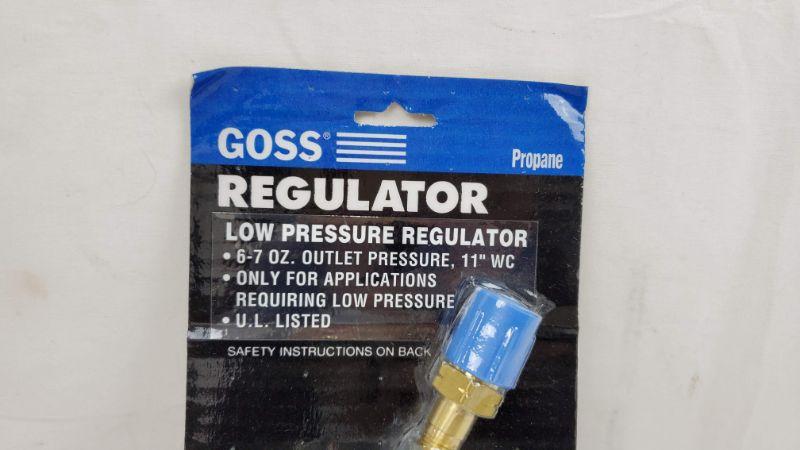 GOSS®
Propane
REGULATOR
LOW PRESSURE REGULATOR
• 6-7 OZ. OUTLET PRESSURE, 11" WC
• ONLY FOR APPLICATIONS
REQUIRING LOW PRESSURE
• U.L. LISTED
SAFETY INSTRUCTIONS ON BACK